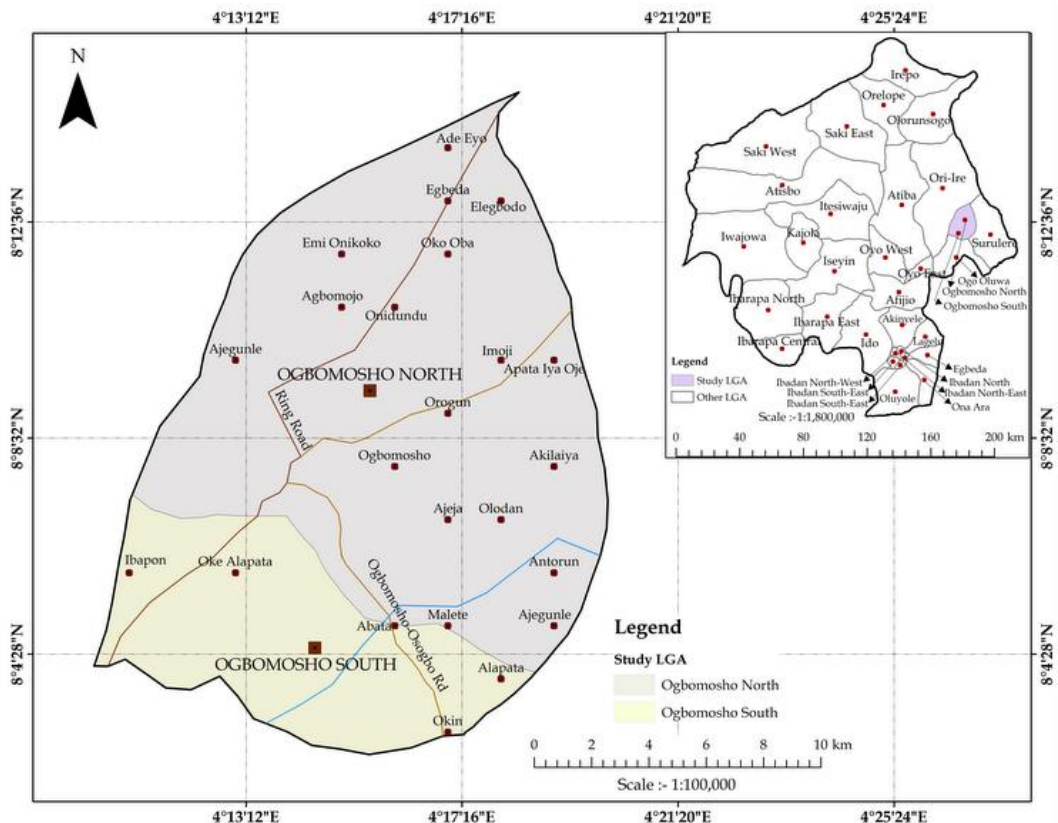 4°13'12"E 4°17'16"E 4°21'20"E 4°25'24"E
N
8°12'36"N
8°8'32"N
8°4'28"N
Ade Eyo
Egbeda
Elegbodo
Emi Onikoko
Oko Oba
Agbomojo
Onidundu
Ajegunle
Imoji
Apata Iya Oje
OGBOMOSHO NORTH
Ring Road
Orogun
Ogbomosho
Akilaiya
Ajeja
Olodan
Ibapon
Oke Alapata
Antorun
Ogbomosho-Osogbo Rd
Abata
Malete
Ajegunle
OGBOMOSHO SOUTH
Alapata
Okin
Irepo
Orelope
Olorunsogo
Saki East
Saki West
Ori-Ire
Atisbo
Atiba
Itesiwaju
Iwajowa
Kajola
Surulere
Oyo West
Iseyin
Oyo East
Ogo Oluwa
Ogbomosho North
Ogbomosho South
Ibarapa North
Afijio
Ibarapa East
Akinyele
Ibarapa Central
Ido
Lagelu
Legend
Study LGA
Other LGA
Egbeda
Ibadan North-West
Ibadan North
Ibadan South-East
Ibadan North-East
Ibadan South-East
Oluyole
Ona Ara
Scale :-1:1,800,000
0 40 80 120 160 200 km
8°12'36"N
8°8'32"N
8°4'28"N
Legend
Study LGA
Ogbomosho North
Ogbomosho South
0 2 4 6 8 10 km
Scale :- 1:100,000
4°13'12"E 4°17'16"E 4°21'20"E 4°25'24"E